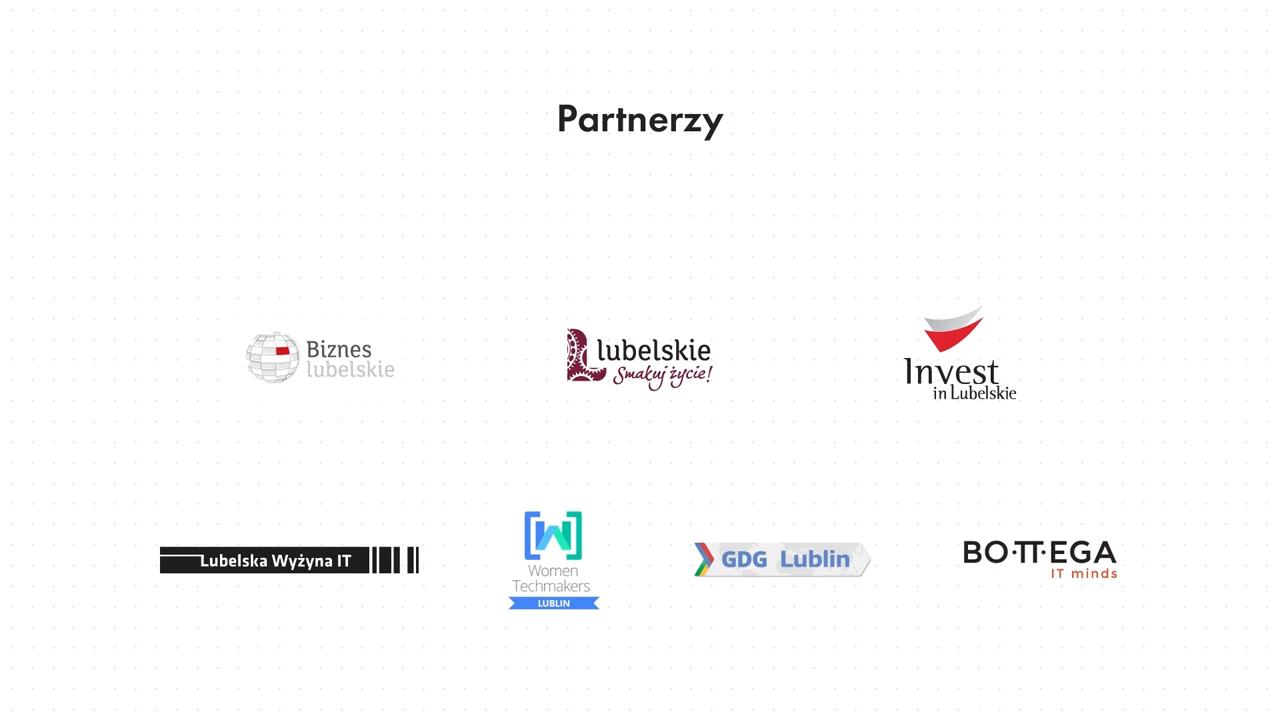 Partnerzy
Biznes
lubelskie
lubelskie
Smakuj życie!
Invest
in Lubelskie
Lubelska Wyżyna IT
Women
Techmakers
LUBLIN
GDG Lublin
BO·TT·EGA
IT minds